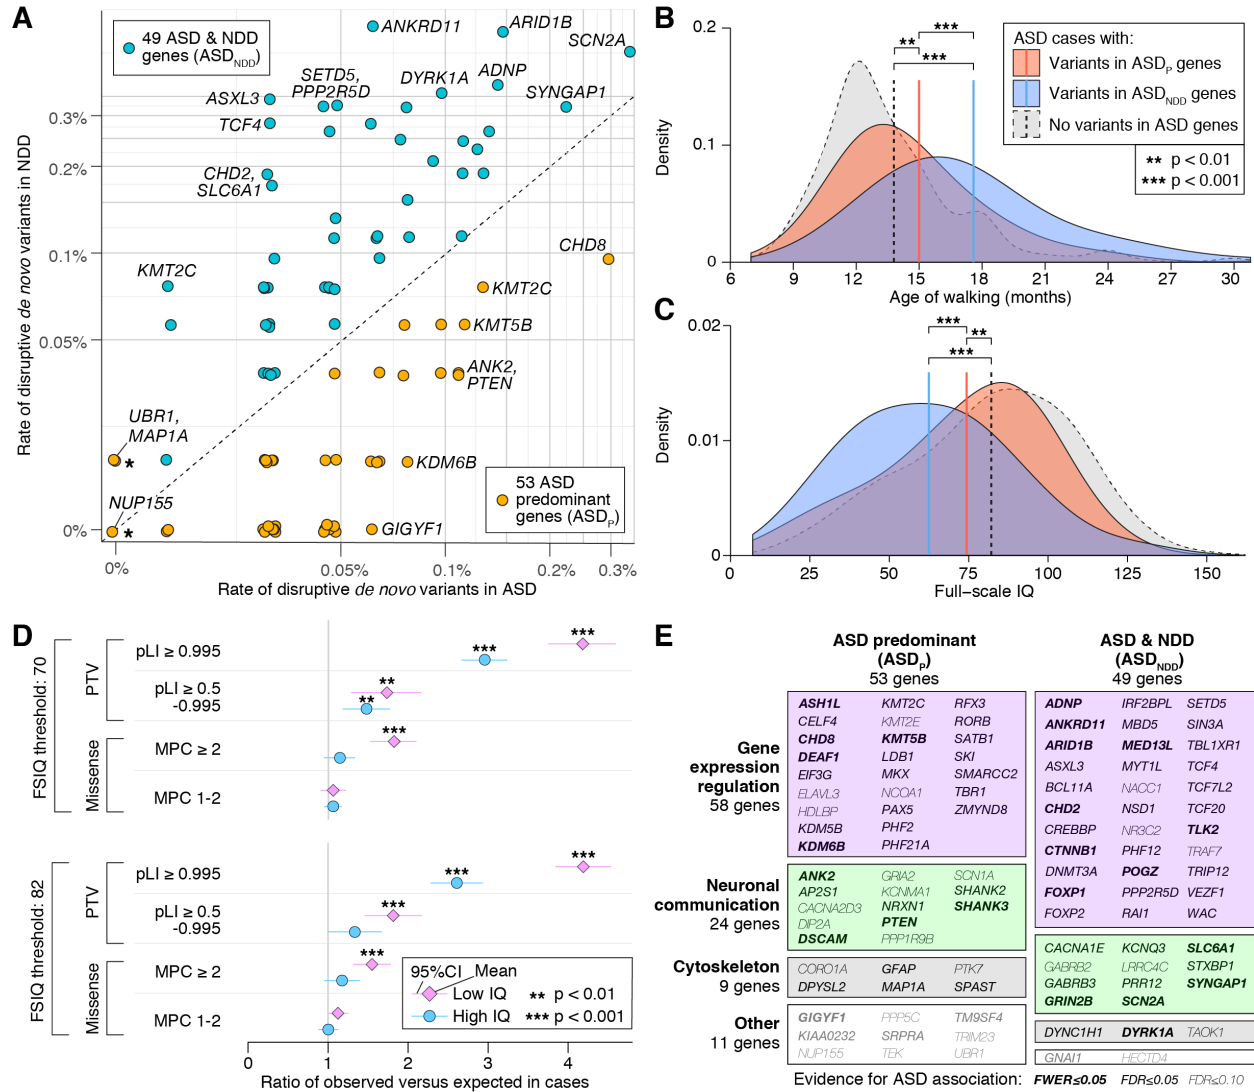 A
49 ASD & NDD
genes (ASD_NDD)
ANKRD11
ARID1B
SCN2A
SETD5,
PPP2R5D
DYRK1A
ADNP
SYNGAP1
ASXL3
TCF4
CHD2,
SLC6A1
CHD8
KMT2C
KMT2C
KMT5B
ANK2,
PTEN
UBR1,
MAP1A
*
KDM6B
NUP155
*
GIGYF1
53 ASD
predominant
genes (ASD_P)
0.3%
0.2%
0.1%
0.05%
0%
Rate of disruptive de novo variants in NDD
0% 0.05% 0.1% 0.2% 0.3%
Rate of disruptive de novo variants in ASD
B
0.2
0.1
0
Density
***
**
***
ASD cases with:
Variants in ASD_P genes
Variants in ASD_NDD genes
No variants in ASD genes
** p < 0.01
*** p < 0.001
6 9 12 15 18 21 24 27 30
Age of walking (months)
C
0.02
0.01
0
Density
***
**
***
0 25 50 75 100 125 150
Full−scale IQ
D
FSIQ threshold: 70
PTV
pLI ≥ 0.995
***
***
pLI ≥ 0.5
-0.995
**
**
Missense
MPC ≥ 2
***
MPC 1-2
FSIQ threshold: 82
PTV
pLI ≥ 0.995
***
***
pLI ≥ 0.5
-0.995
***
Missense
MPC ≥ 2
***
MPC 1-2
95%CI Mean
Low IQ ** p < 0.01
High IQ *** p < 0.001
0 1 2 3 4
Ratio of observed versus expected in cases
E
ASD predominant
(ASD_P)
53 genes
ASD & NDD
(ASD_NDD)
49 genes
Gene
expression
regulation
58 genes
ASH1L KMT2C RFX3
CELF4 KMT2E RORB
CHD8 KMT5B SATB1
DEAF1 LDB1 SKI
EIF3G MKX SMARCC2
ELAVL3 NCOA1 TBR1
HDLBP PAX5 ZMYND8
KDM5B PHF2
KDM6B PHF21A
ADNP IRF2BPL SETD5
ANKRD11 MBD5 SIN3A
ARID1B MED13L TBL1XR1
ASXL3 MYT1L TCF4
BCL11A NACC1 TCF7L2
CHD2 NSD1 TCF20
CREBBP NR3C2 TLK2
CTNNB1 PHF12 TRAF7
DNMT3A POGZ TRIP12
FOXP1 PPP2R5D VEZF1
FOXP2 RAI1 WAC
Neuronal
communication
24 genes
ANK2 GRIA2 SCN1A
AP2S1 KCNMA1 SHANK2
CACNA2D3 NRXN1 SHANK3
DIP2A PTEN
DSCAM PPP1R9B
CACNA1E KCNQ3 SLC6A1
GABRB2 LRRC4C STXBP1
GABRB3 PRR12 SYNGAP1
GRIN2B SCN2A
Cytoskeleton
9 genes
CORO1A GFAP PTK7
DPYSL2 MAP1A SPAST
DYNC1H1 DYRK1A TAOK1
Other
11 genes
GIGYF1 PPP5C TM9SF4
KIAA0232 SRPRA TRIM23
NUP155 TEK UBR1
GNAI1 HECTD4
Evidence for ASD association: FWER≤0.05 FDR≤0.05 FDR≤0.10